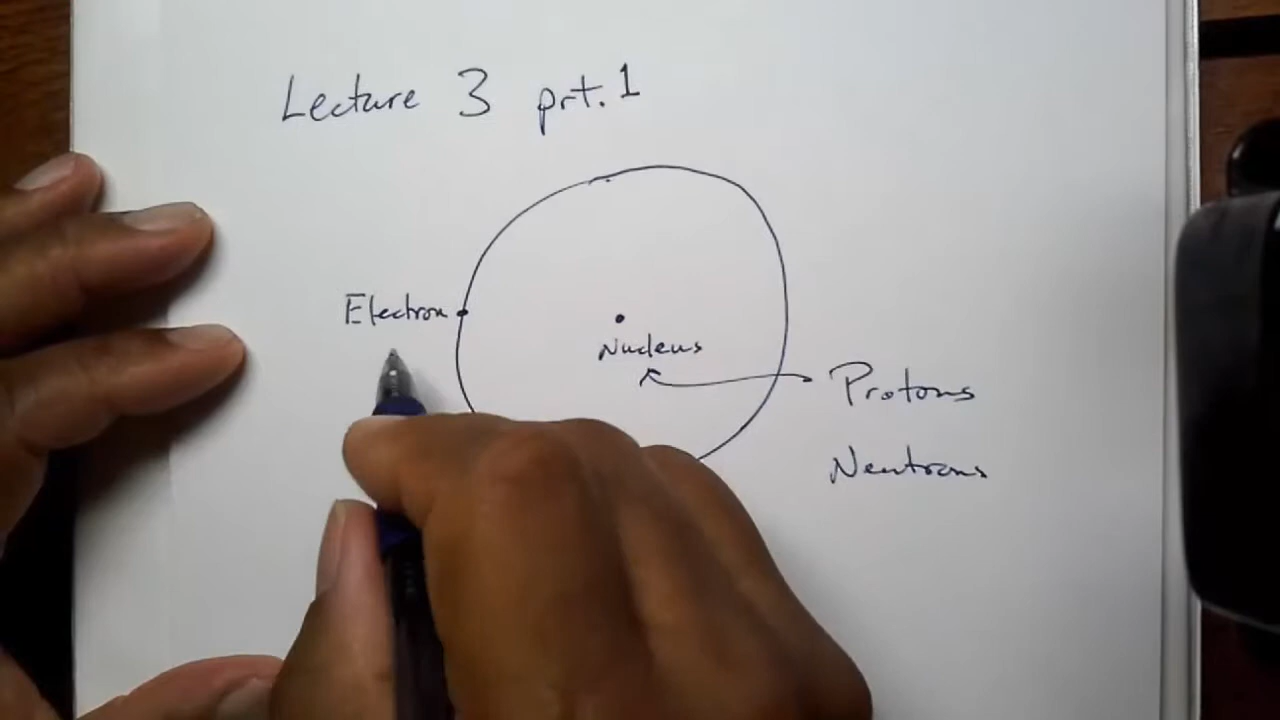 Lecture 3 prt. 1
Electron
Nucleus
Protons
Neutrons